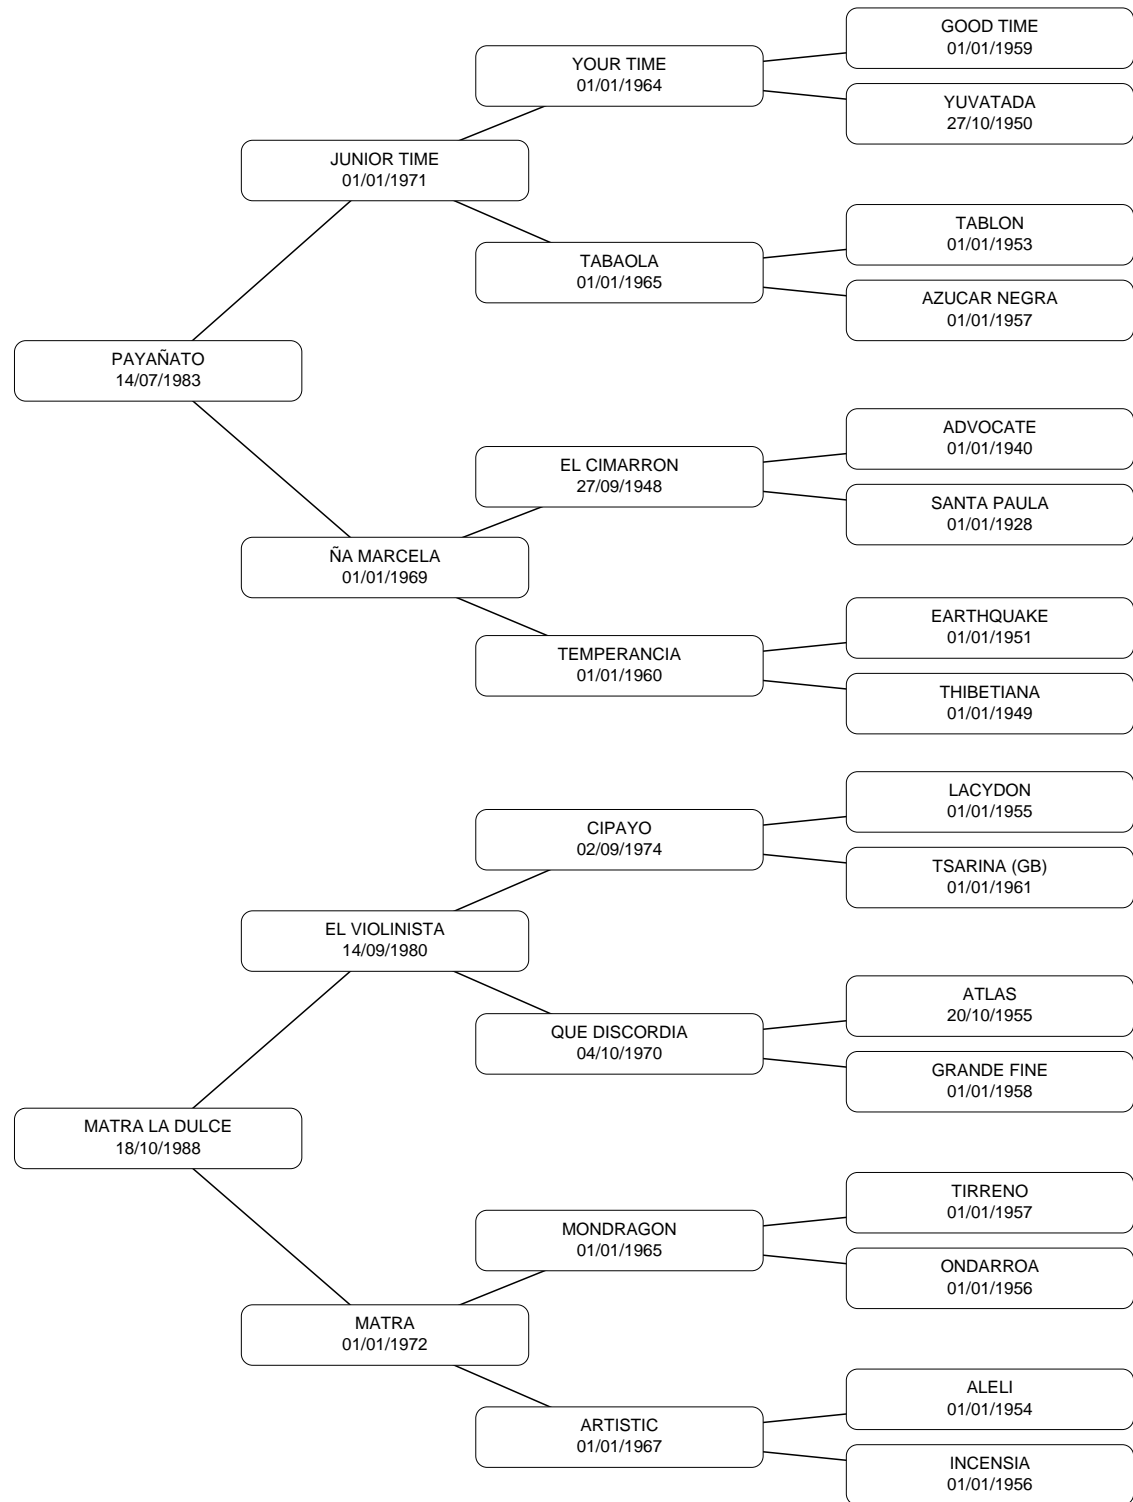 GOOD TIME
01/01/1959
YOUR TIME
01/01/1964
YUVATADA
27/10/1950
JUNIOR TIME
01/01/1971
TABLON
01/01/1953
TABAOLA
01/01/1965
AZUCAR NEGRA
01/01/1957
PAYAÑATO
14/07/1983
ADVOCATE
01/01/1940
EL CIMARRON
27/09/1948
SANTA PAULA
01/01/1928
ÑA MARCELA
01/01/1969
EARTHQUAKE
01/01/1951
TEMPERANCIA
01/01/1960
THIBETIANA
01/01/1949
LACYDON
01/01/1955
CIPAYO
02/09/1974
TSARINA (GB)
01/01/1961
EL VIOLINISTA
14/09/1980
ATLAS
20/10/1955
QUE DISCORDIA
04/10/1970
GRANDE FINE
01/01/1958
MATRA LA DULCE
18/10/1988
TIRRENO
01/01/1957
MONDRAGON
01/01/1965
ONDARROA
01/01/1956
MATRA
01/01/1972
ALELI
01/01/1954
ARTISTIC
01/01/1967
INCENSIA
01/01/1956